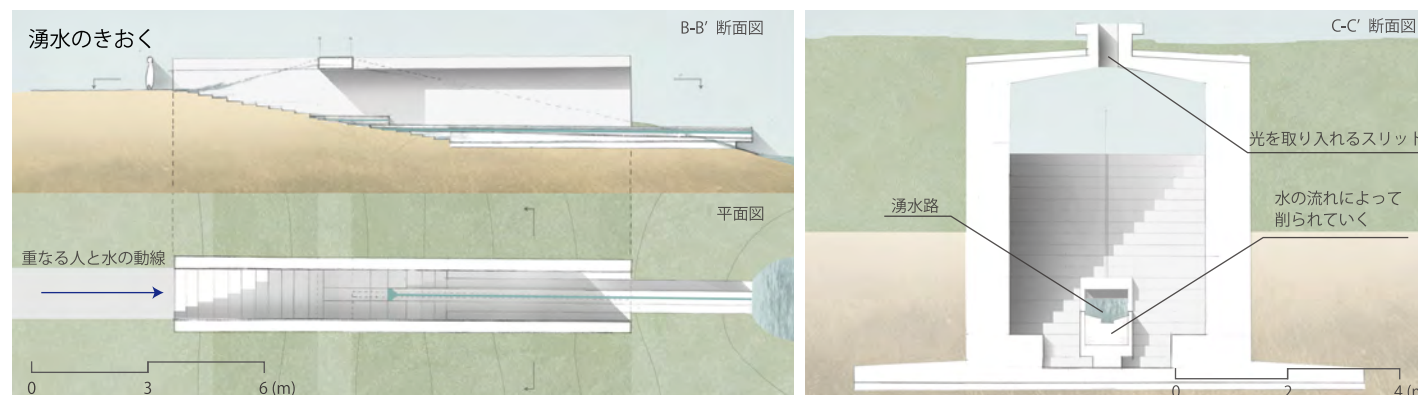 湧水のきおく
B-B’ 断面図
平面図
重なる人と水の動線
0 3 6 (m)
C-C’ 断面図
光を取り入れるスリット
湧水路
水の流れによって
削られていく
0 2 4 (m